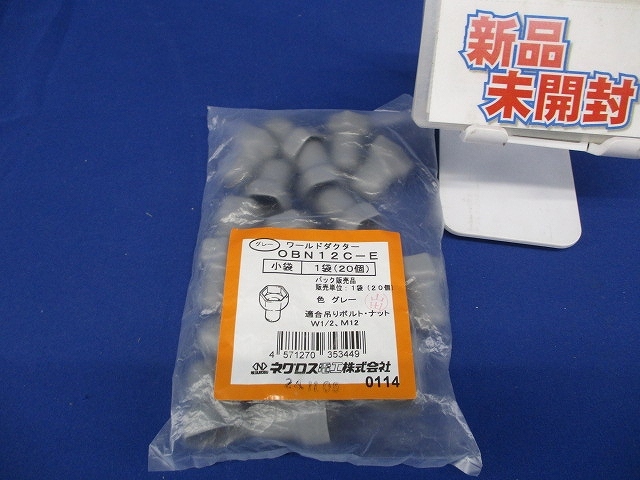 新品
未開封
グレー
ワールドダクター
OBN12C-E
小袋 1袋(20個)
パック販売品
販売単位:1袋(20個)
色 グレー
適合吊りボルト・ナット
W1/2、M12
4 571270 353449
ネグロス電工株式会社
24.11.06
0114